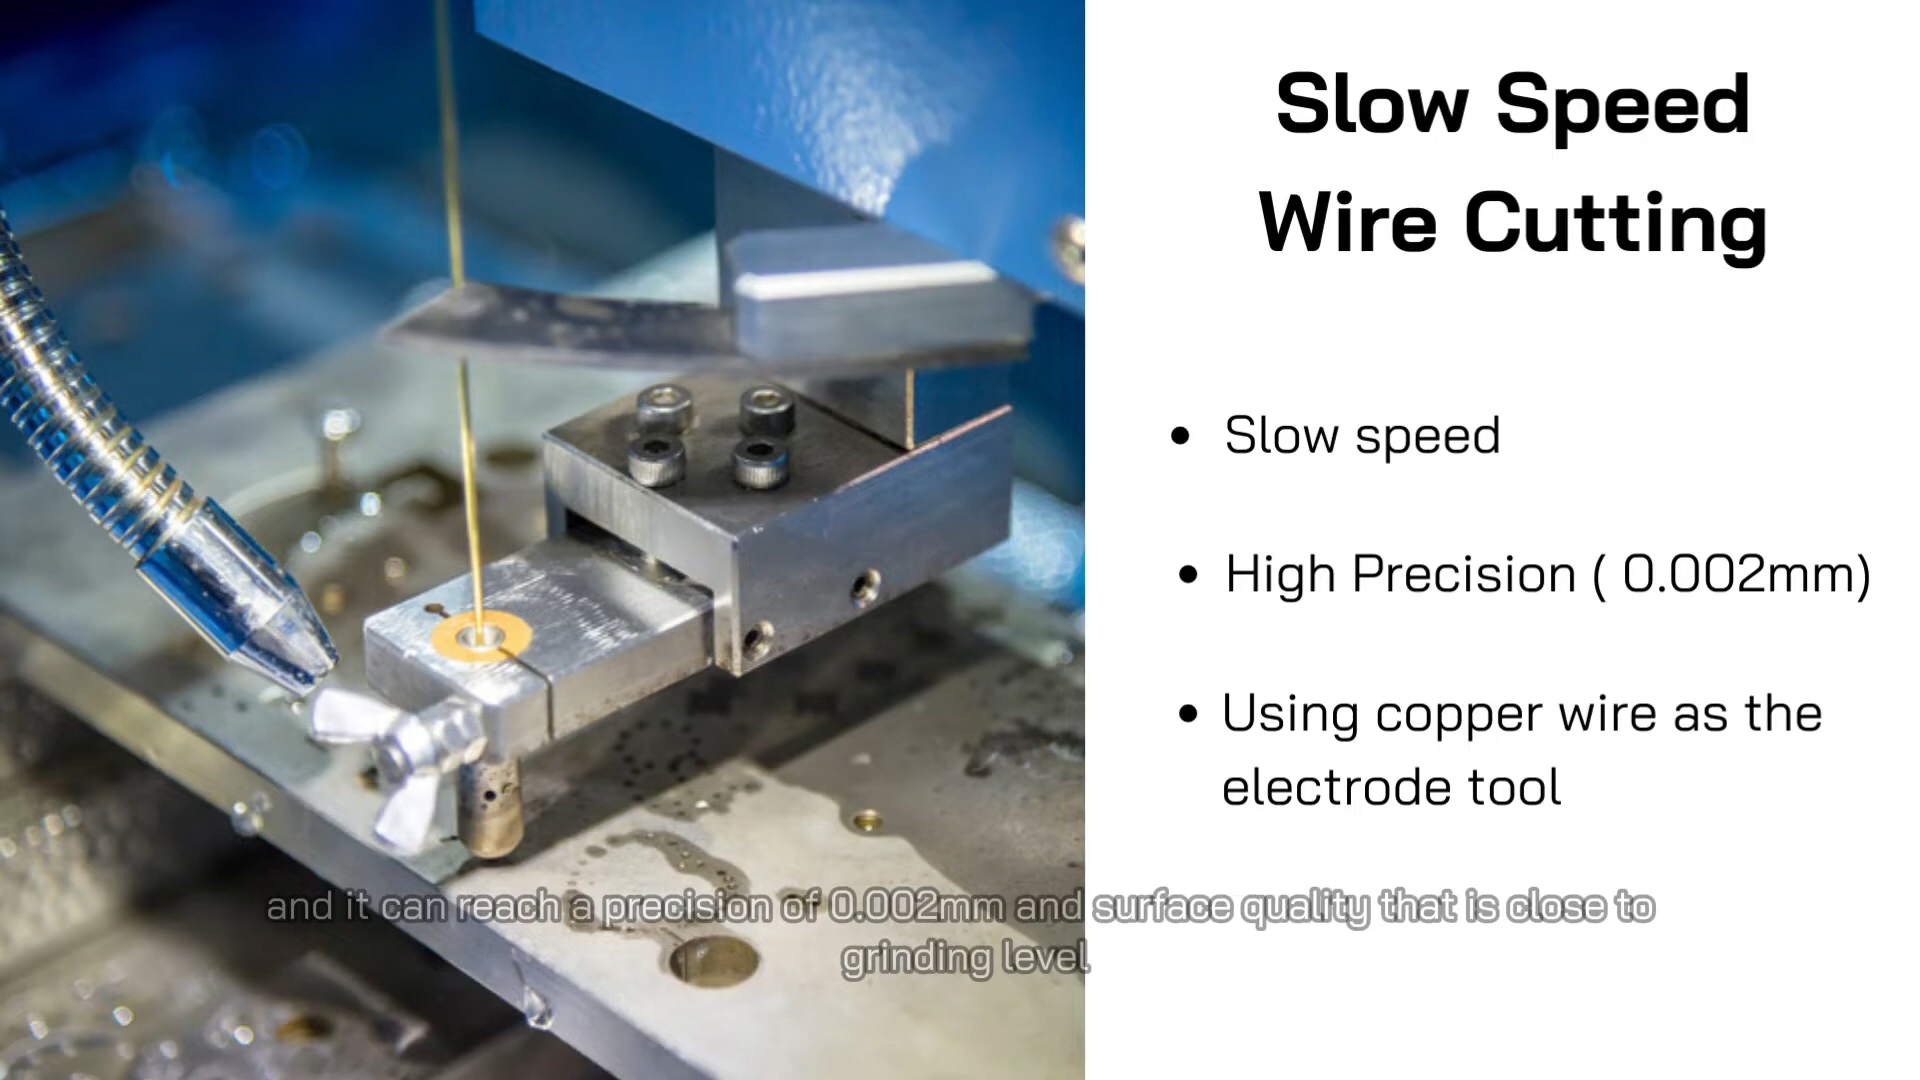 Slow Speed
Wire Cutting
• Slow speed
• High Precision ( 0.002mm)
• Using copper wire as the
electrode tool
and it can reach a precision of 0.002mm and surface quality that is close to
grinding level